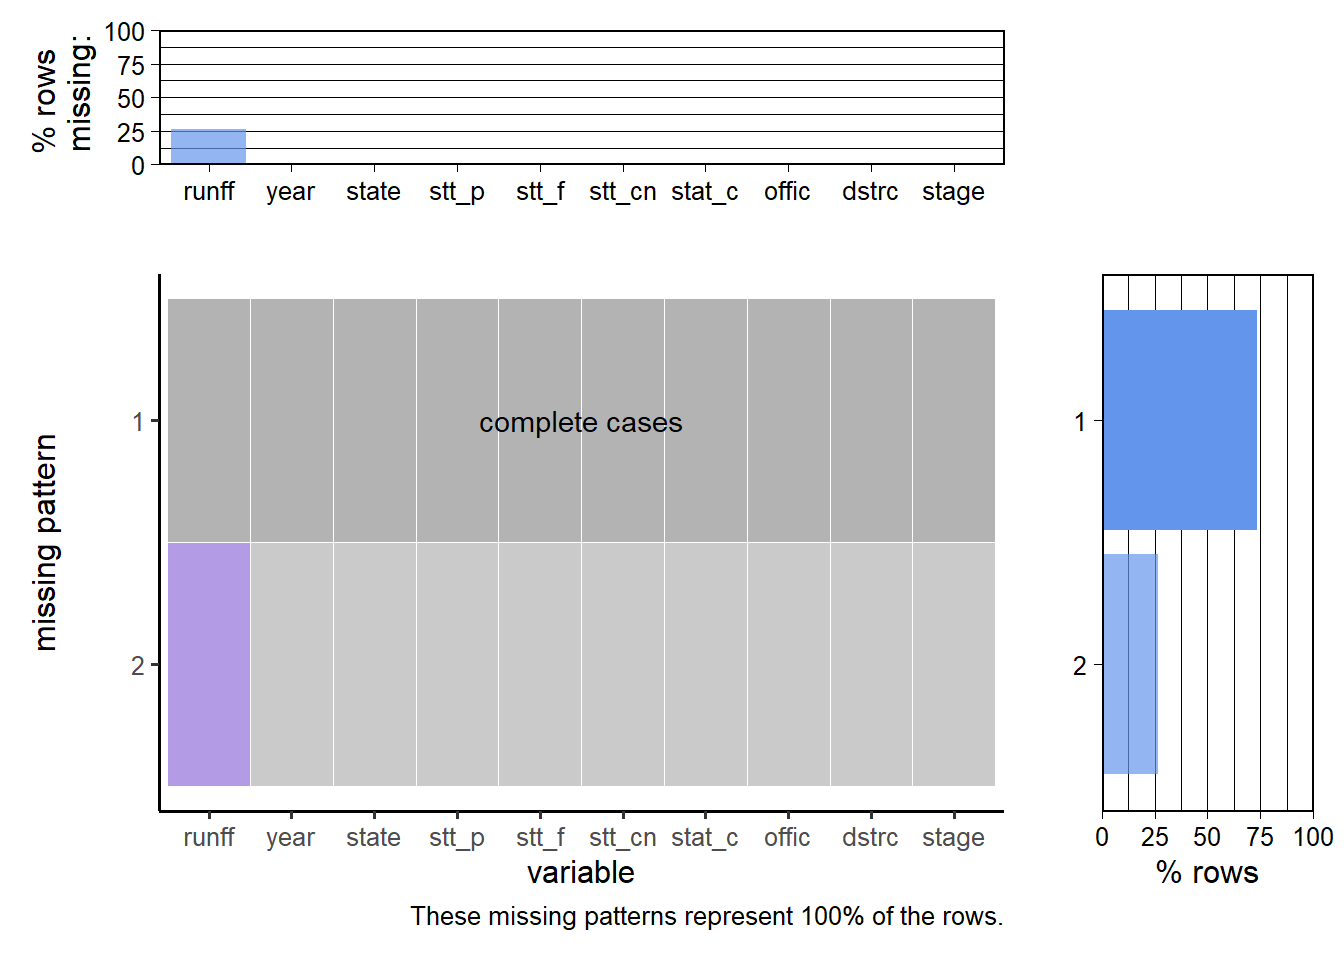 % rows
missing:
100
75
50
25
0
runff year state stt_p stt_f stt_cn stat_c offic dstrc stage
missing pattern
1
2
complete cases
runff year state stt_p stt_f stt_cn stat_c offic dstrc stage
variable
These missing patterns represent 100% of the rows.
1
2
0 25 50 75 100
% rows